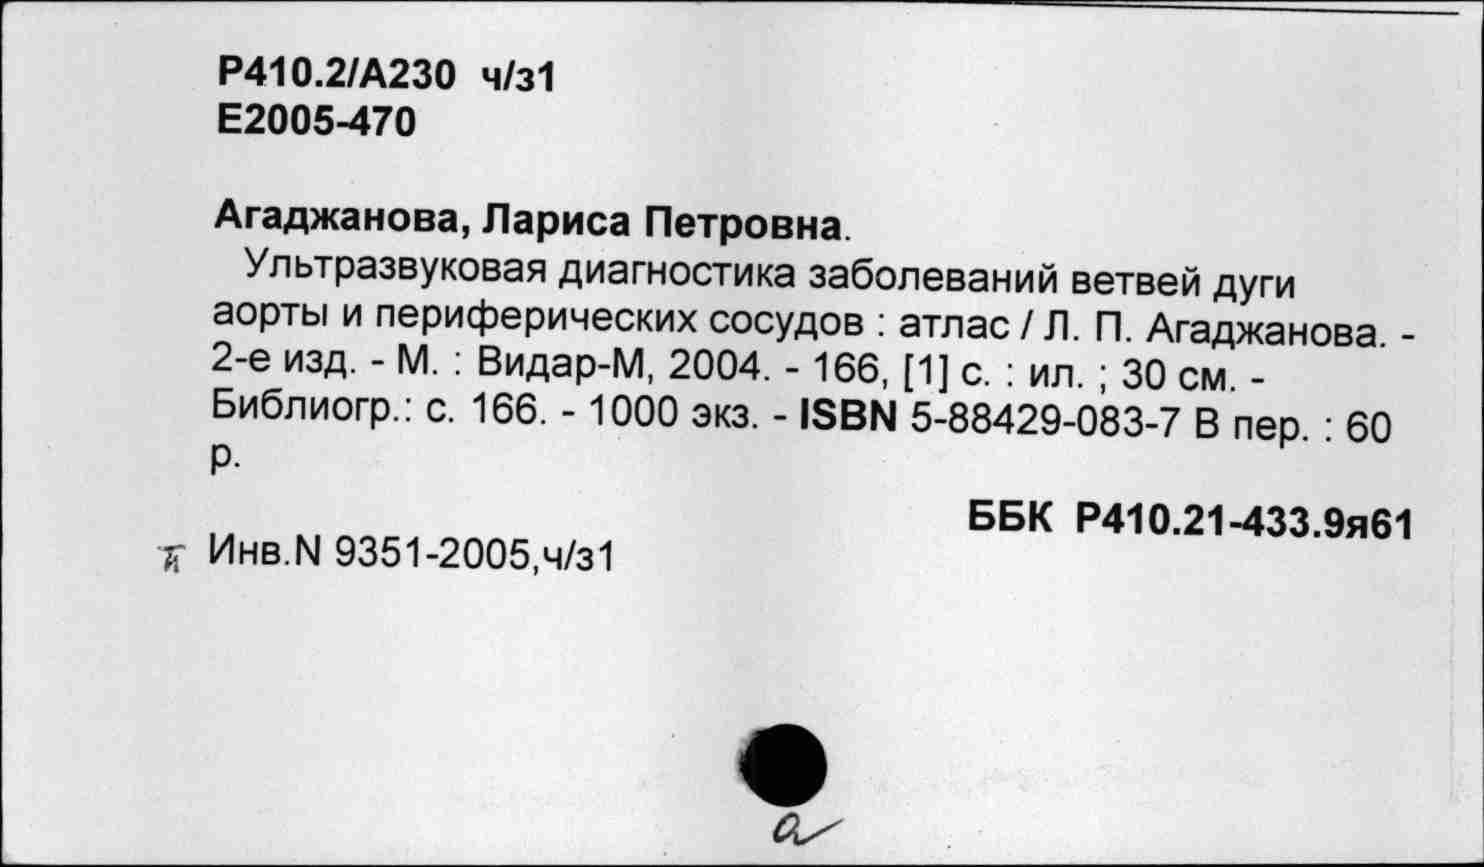 Р410.2/А230 ч/з1
Е2005-470
Агаджанова, Лариса Петровна.
Ультразвуковая диагностика заболеваний ветвей дуги
аорты и периферических сосудов : атлас / Л. П. Агаджанова. -
2-е изд. - М. : Видар-М, 2004. - 166, [1] с. : ил. ; 30 см. -
Библиогр.: с. 166. - 1000 экз. - ISBN 5-88429-083-7 В пер. : 60
р.
ББК Р410.21-433.9я61
Инв.N 9351-2005,ч/з1